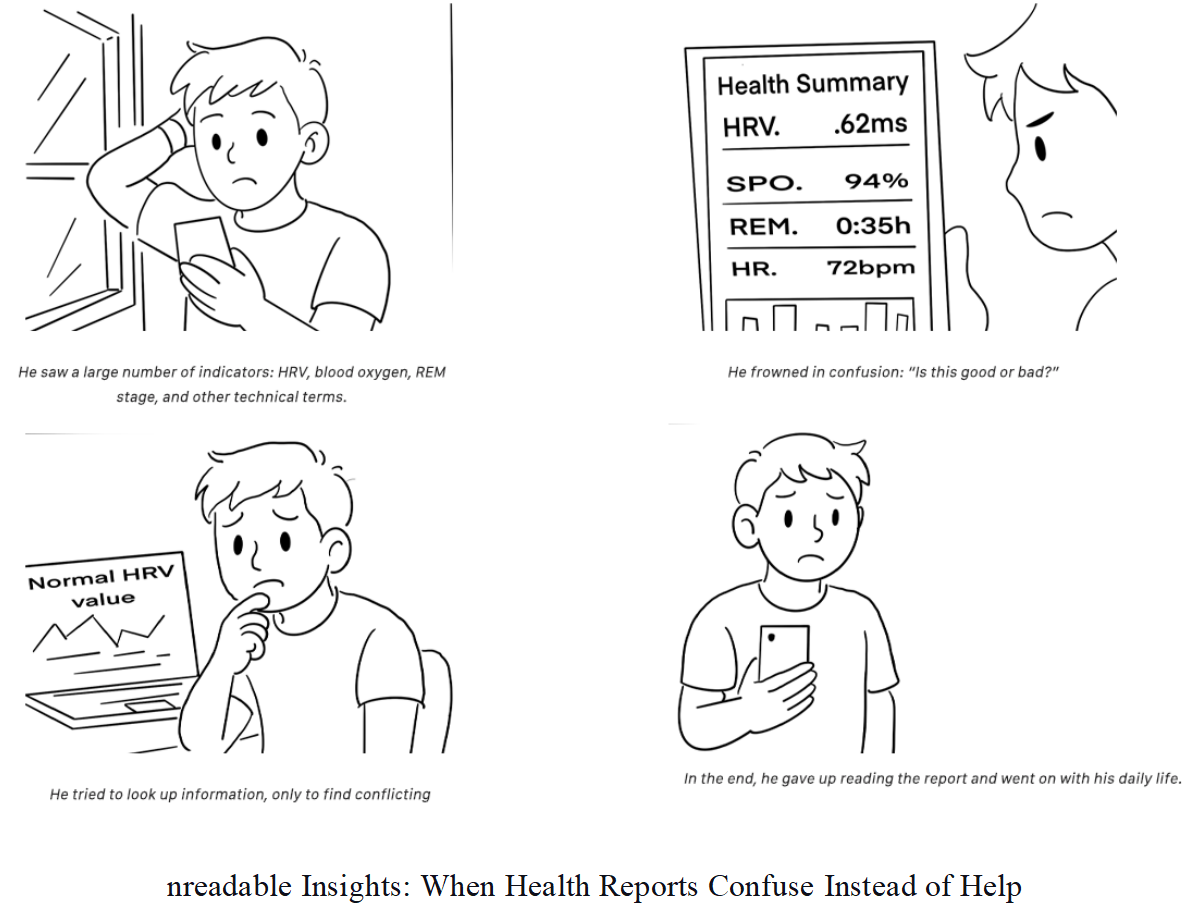 Health Summary
HRV. .62ms
SPO. 94%
REM. 0:35h
HR. 72bpm
He saw a large number of indicators: HRV, blood oxygen, REM
stage, and other technical terms.
He frowned in confusion: “Is this good or bad?”
Normal HRV
value
He tried to look up information, only to find conflicting
In the end, he gave up reading the report and went on with his daily life.
nreadable Insights: When Health Reports Confuse Instead of Help